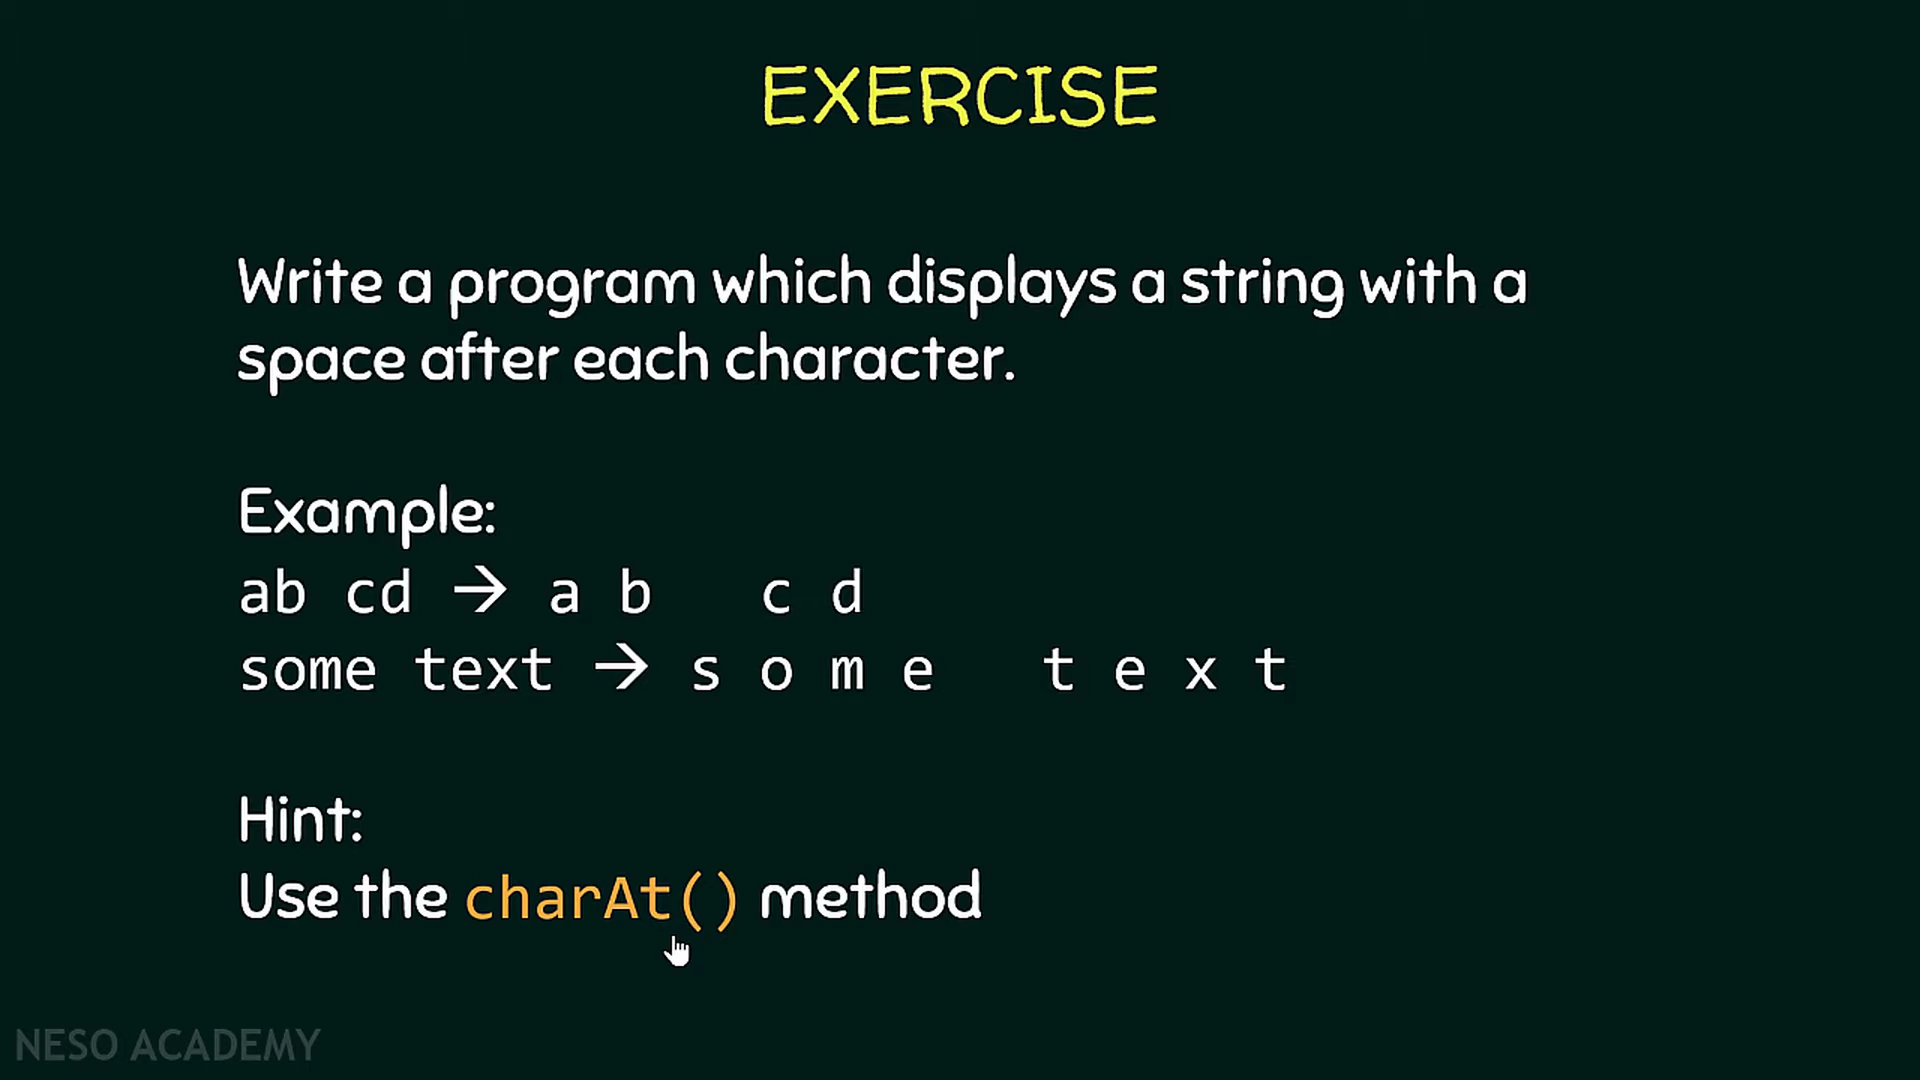 EXERCISE
Write a program which displays a string with a
space after each character.
Example:
ab cd → a b   c d
some text → s o m e   t e x t
Hint:
Use the charAt() method
NESO ACADEMY